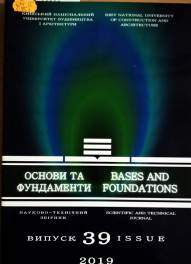 КИЇВСЬКИЙ НАЦІОНАЛЬНИЙ УНІВЕРСИТЕТ БУДІВНИЦТВА І АРХІТЕКТУРИ
KYIV NATIONAL UNIVERSITY OF CONSTRUCTION AND ARCHITECTURE
ОСНОВИ ТА
ФУНДАМЕНТИ
BASES AND
FOUNDATIONS
НАУКОВО-ТЕХНІЧНИЙ
ЗБІРНИК
SCIENTIFIC AND TECHNICAL
JOURNAL
ВИПУСК 39 ISSUE
2019